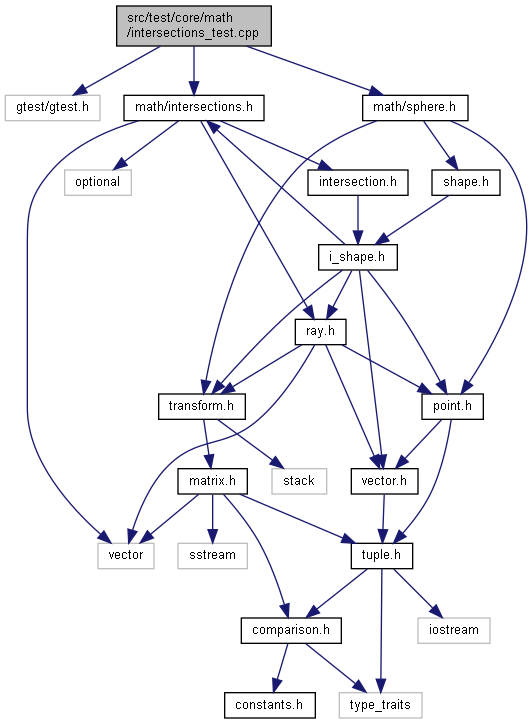 src/test/core/math
/intersections_test.cpp
gtest/gtest.h
math/intersections.h
math/sphere.h
optional
intersection.h
shape.h
i_shape.h
ray.h
transform.h
point.h
matrix.h
stack
vector.h
vector
sstream
tuple.h
comparison.h
iostream
constants.h
type_traits